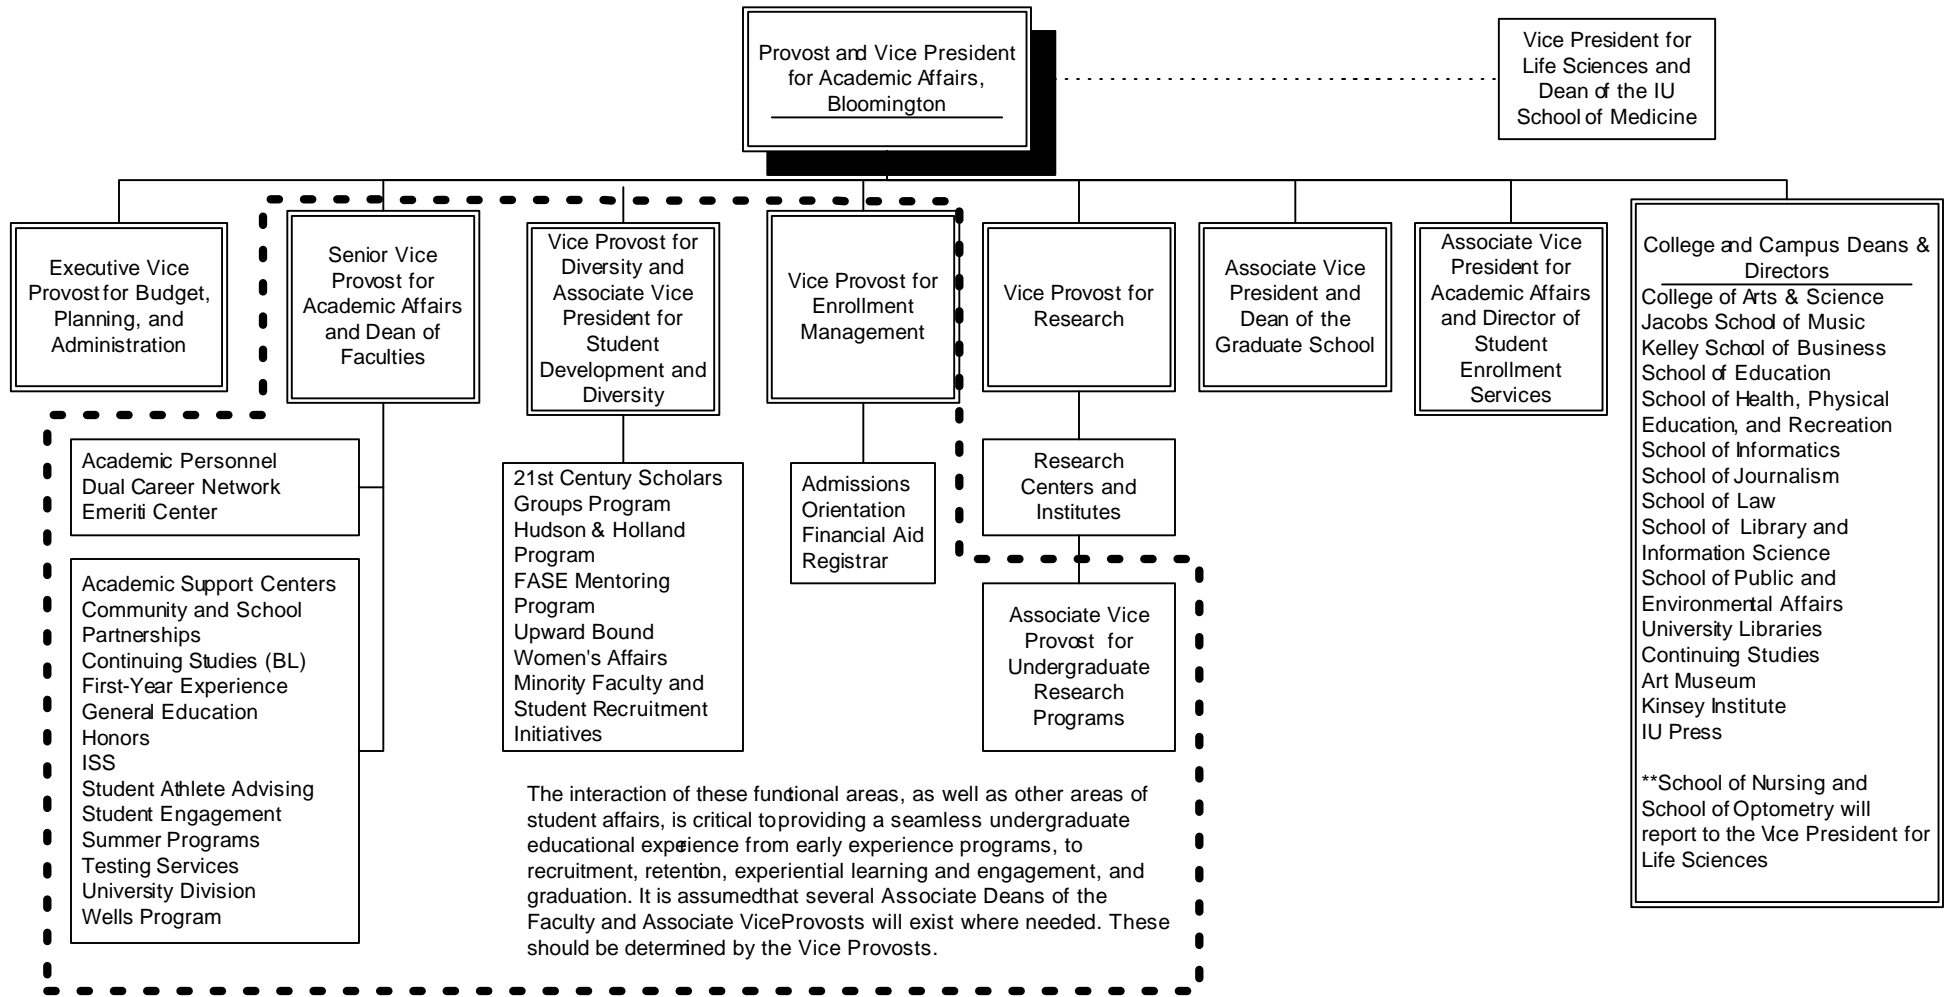 Provost and Vice President
for Academic Affairs,
Bloomington
Vice President for
Life Sciences and
Dean of the IU
School of Medicine
Executive Vice
Provost for Budget,
Planning, and
Administration
Senior Vice
Provost for
Academic Affairs
and Dean of
Faculties
Vice Provost for
Diversity and
Associate Vice
President for
Student
Development and
Diversity
Vice Provost for
Enrollment
Management
Vice Provost for
Research
Associate Vice
President and
Dean of the
Graduate School
Associate Vice
President for
Academic Affairs
and Director of
Student
Enrollment
Services
College and Campus Deans &
Directors
College of Arts & Science
Jacobs School of Music
Kelley School of Business
School of Education
School of Health, Physical
Education, and Recreation
School of Informatics
School of Journalism
School of Law
School of Library and
Information Science
School of Public and
Environmental Affairs
University Libraries
Continuing Studies
Art Museum
Kinsey Institute
IU Press
**School of Nursing and
School of Optometry will
report to the Vice President for
Life Sciences
Academic Personnel
Dual Career Network
Emeriti Center
Academic Support Centers
Community and School
Partnerships
Continuing Studies (BL)
First-Year Experience
General Education
Honors
ISS
Student Athlete Advising
Student Engagement
Summer Programs
Testing Services
University Division
Wells Program
21st Century Scholars
Groups Program
Hudson & Holland
Program
FASE Mentoring
Program
Upward Bound
Women's Affairs
Minority Faculty and
Student Recruitment
Initiatives
Admissions
Orientation
Financial Aid
Registrar
Research
Centers and
Institutes
Associate Vice
Provost for
Undergraduate
Research
Programs
The interaction of these functional areas, as well as other areas of
student affairs, is critical to providing a seamless undergraduate
educational experience from early experience programs, to
recruitment, retention, experiential learning and engagement, and
graduation. It is assumed that several Associate Deans of the
Faculty and Associate Vice Provosts will exist where needed. These
should be determined by the Vice Provosts.